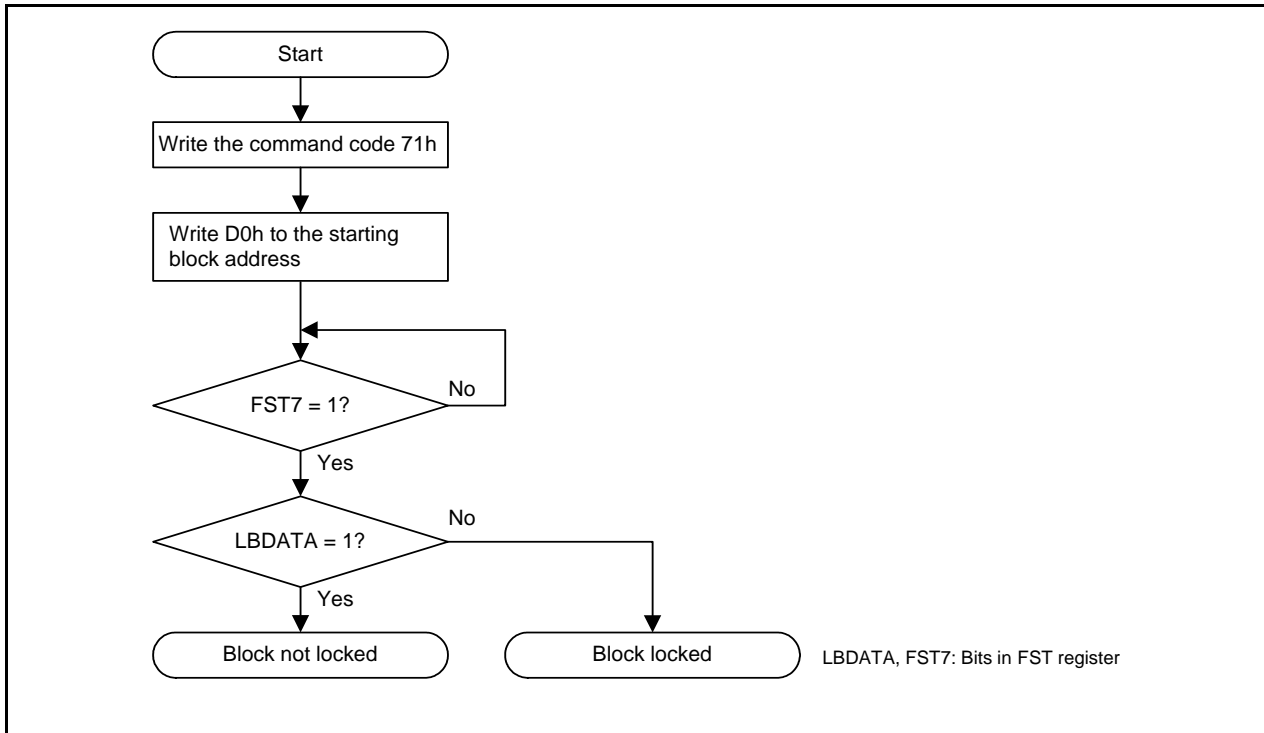 Start
Write the command code 71h
Write D0h to the starting
block address
FST7 = 1?
No
Yes
LBDATA = 1?
No
Yes
Block not locked
Block locked
LBDATA, FST7: Bits in FST register